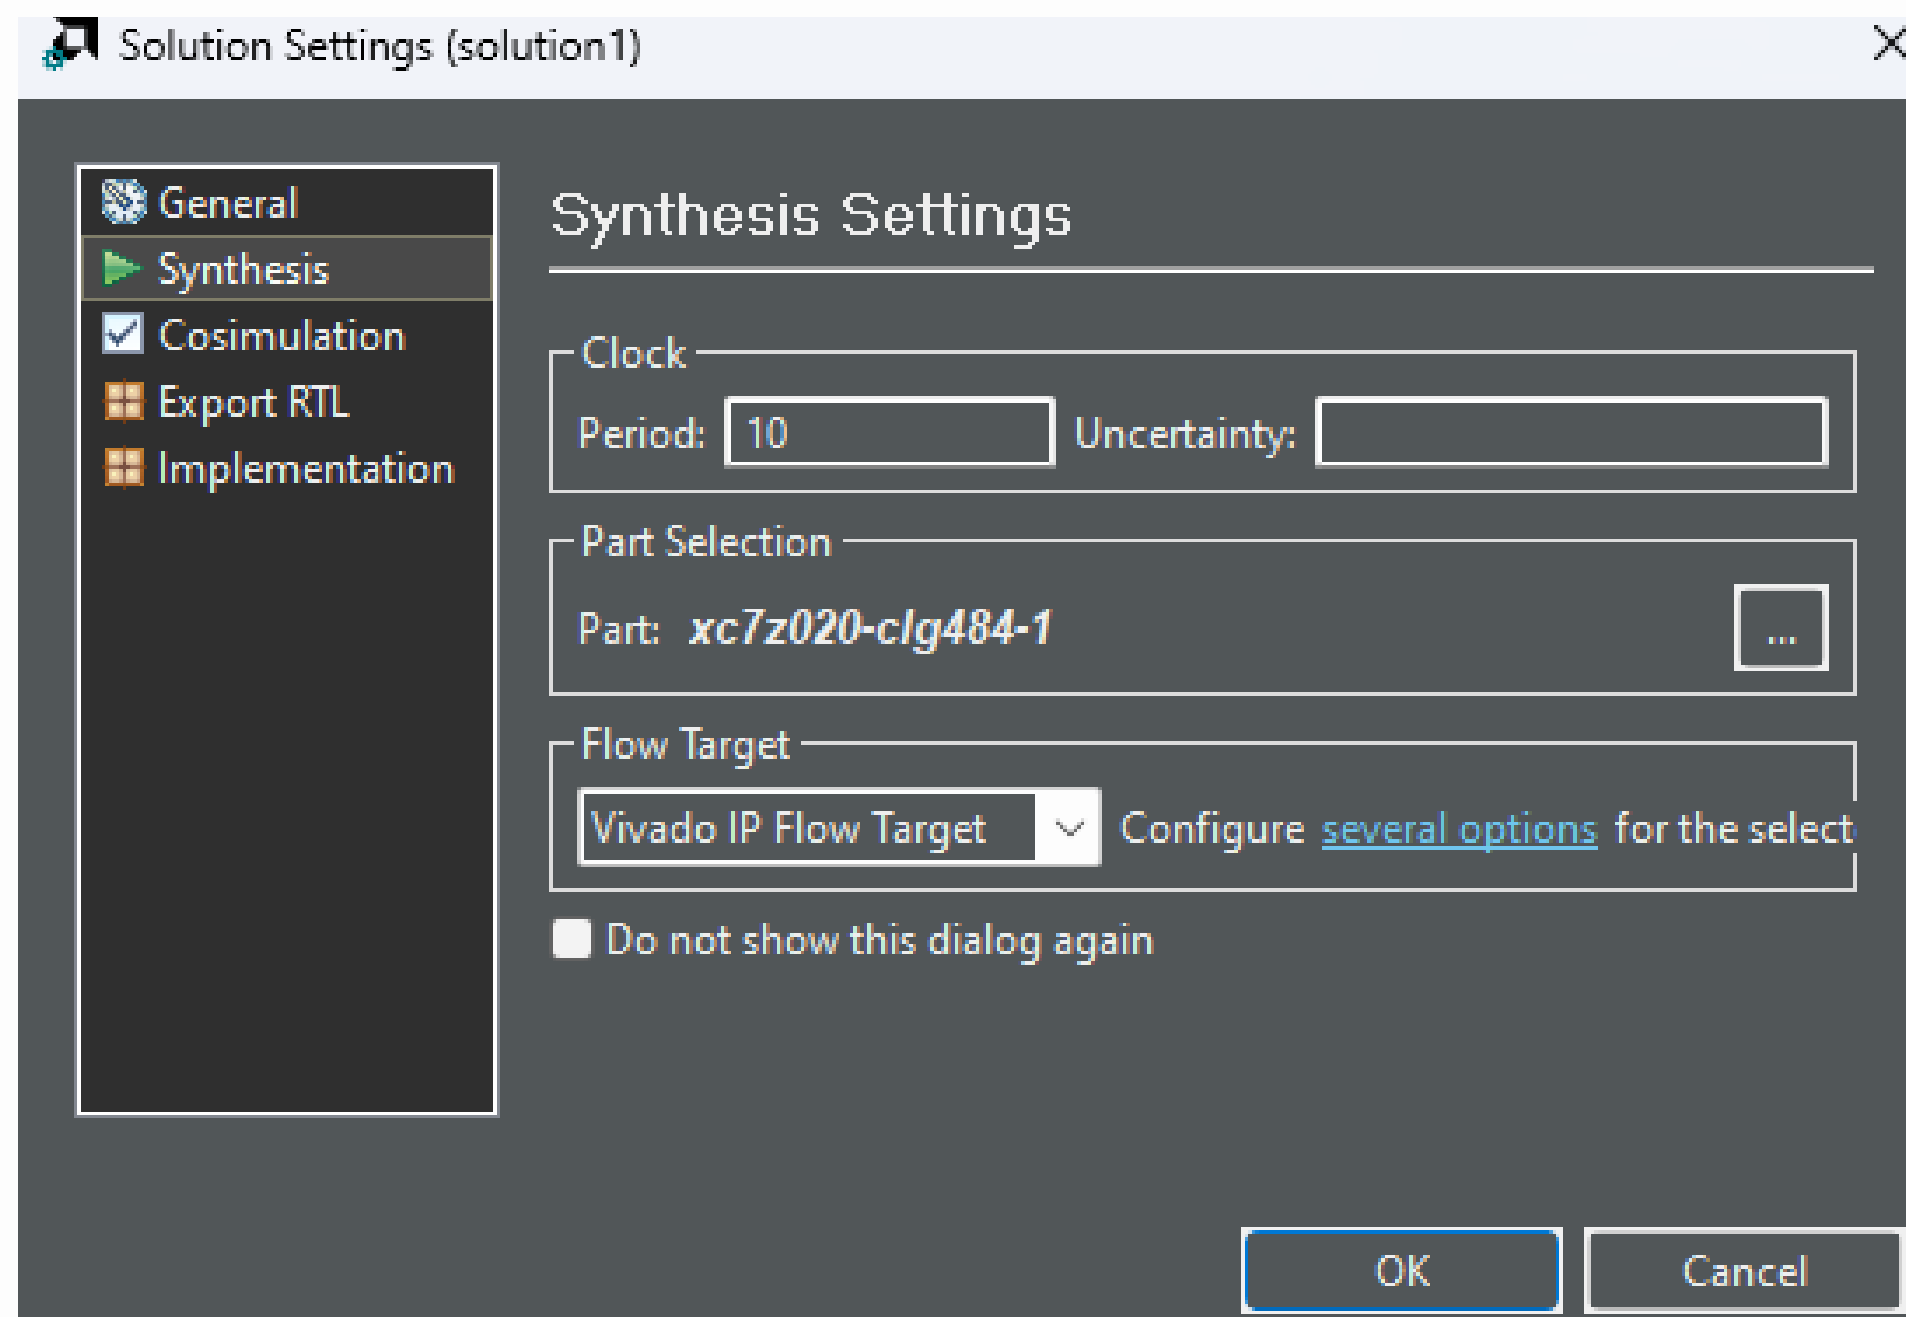 Solution Settings (solution1)
General
Synthesis
Cosimulation
Export RTL
Implementation
Synthesis Settings
Clock
Period: 10 Uncertainty:
Part Selection
Part: xc7z020-clg484-1 ...
Flow Target
Vivado IP Flow Target Configure several options for the select
Do not show this dialog again
OK Cancel